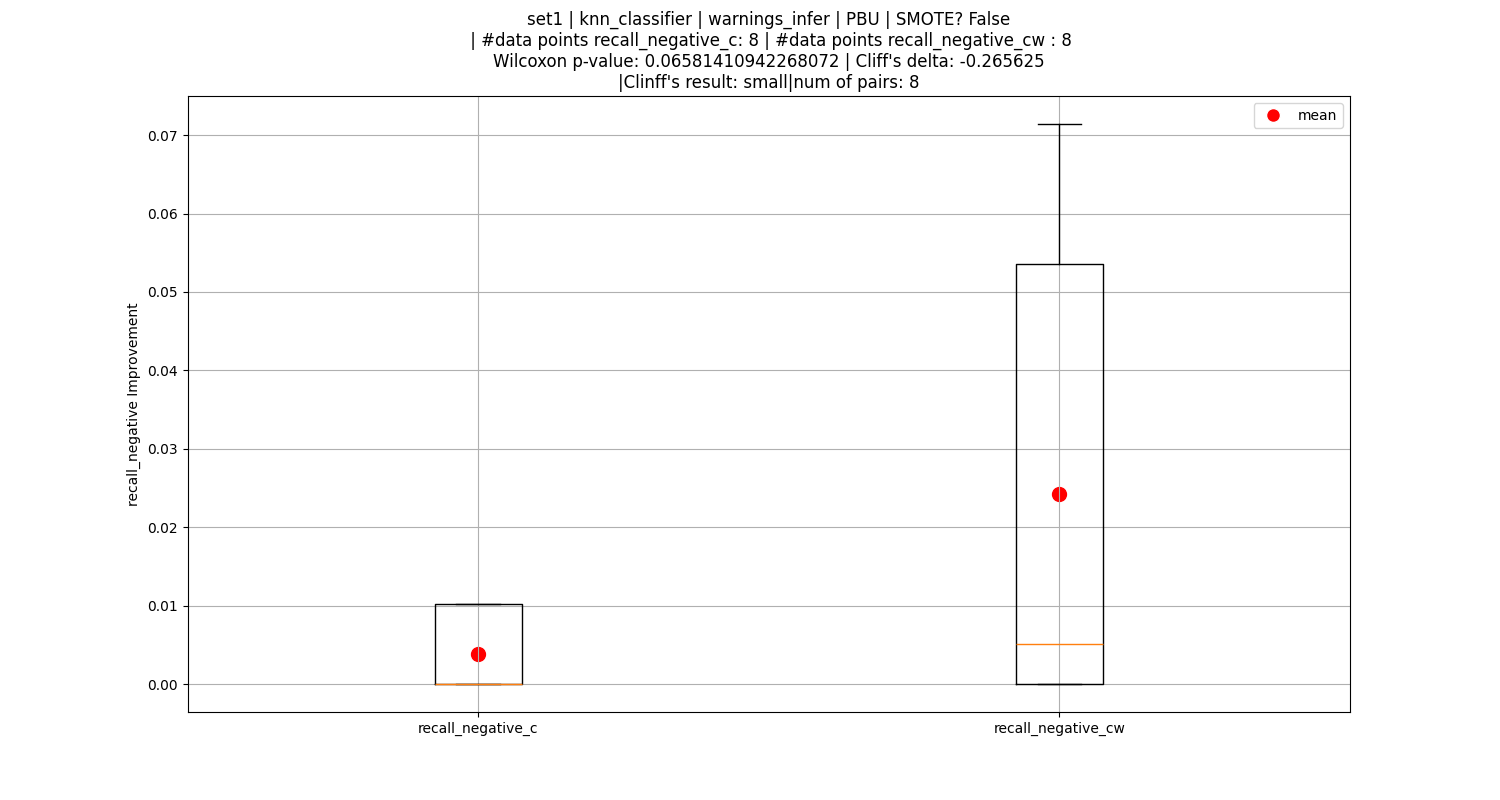 set1 | knn_classifier | warnings_infer | PBU | SMOTE? False
| #data points recall_negative_c: 8 | #data points recall_negative_cw : 8
Wilcoxon p-value: 0.06581410942268072 | Cliff's delta: -0.265625
|Clinff's result: small|num of pairs: 8
mean
0.07
0.06
0.05
0.04
0.03
0.02
0.01
0.00
recall_negative Improvement
recall_negative_c
recall_negative_cw